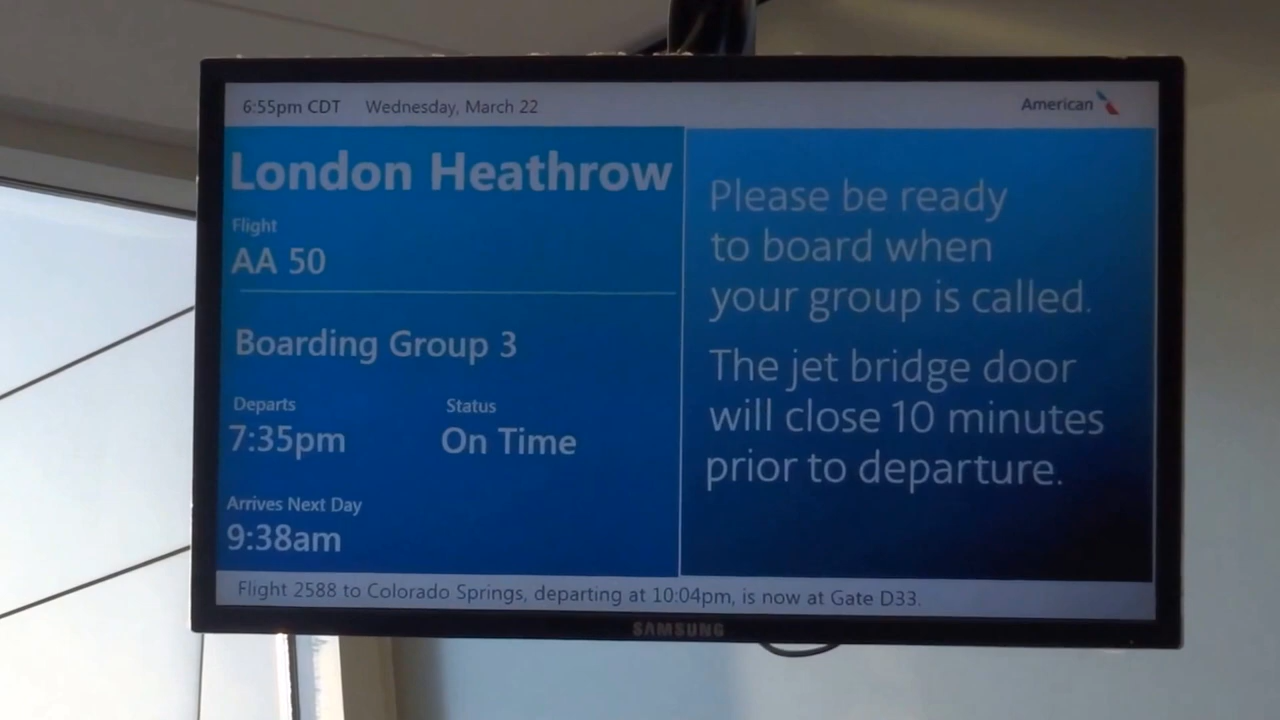 6:55pm CDT Wednesday, March 22
American
London Heathrow
Flight
AA 50
Boarding Group 3
Departs
7:35pm
Status
On Time
Arrives Next Day
9:38am
Please be ready
to board when
your group is called.
The jet bridge door
will close 10 minutes
prior to departure.
Flight 2588 to Colorado Springs, departing at 10:04pm, is now at Gate D33.
SAMSUNG